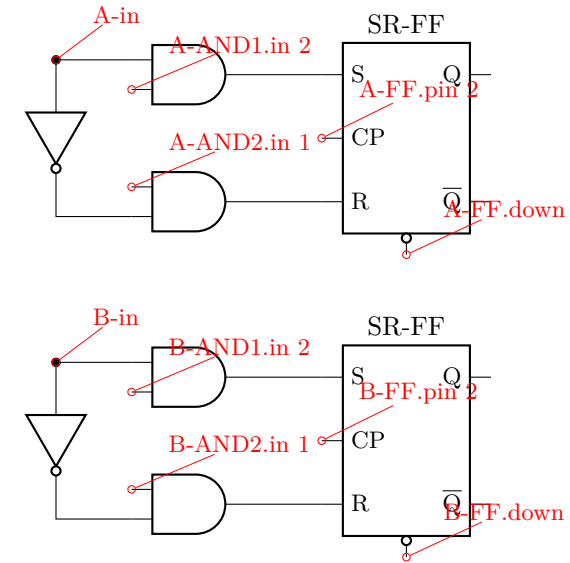 A-in
SR-FF
A-AND1.in 2
S
Q
A-FF.pin 2
CP
A-AND2.in 1
R
Q̅
A-FF.down
B-in
SR-FF
B-AND1.in 2
S
Q
B-FF.pin 2
CP
B-AND2.in 1
R
Q̅
B-FF.down